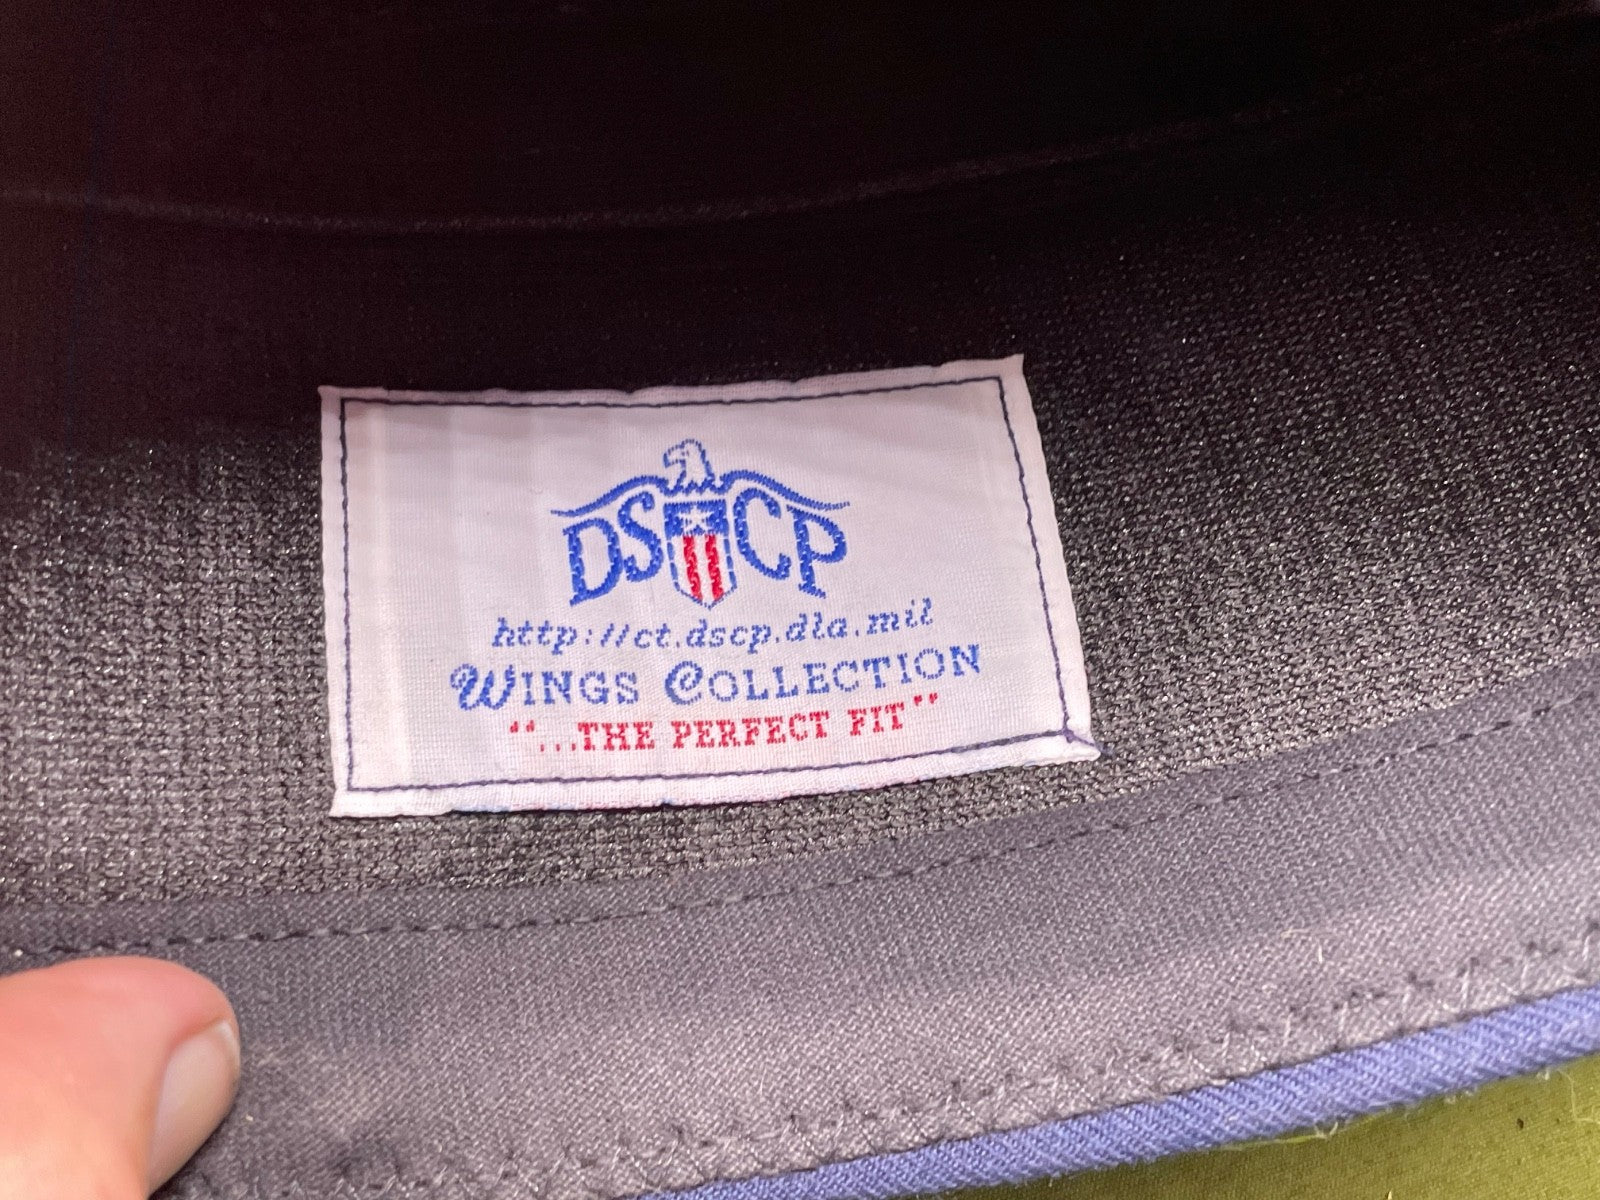 DSCP
http://ct.dscp.dla.mil
WINGS COLLECTION
"...THE PERFECT FIT"